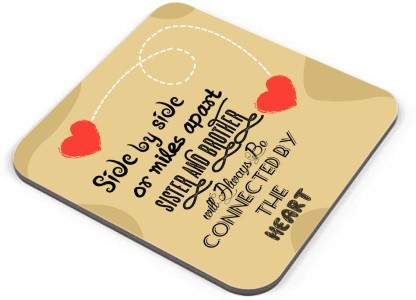 Side by side
or miles apart
SISTER AND BROTHER
will Always Be
CONNECTED BY
THE
HEART